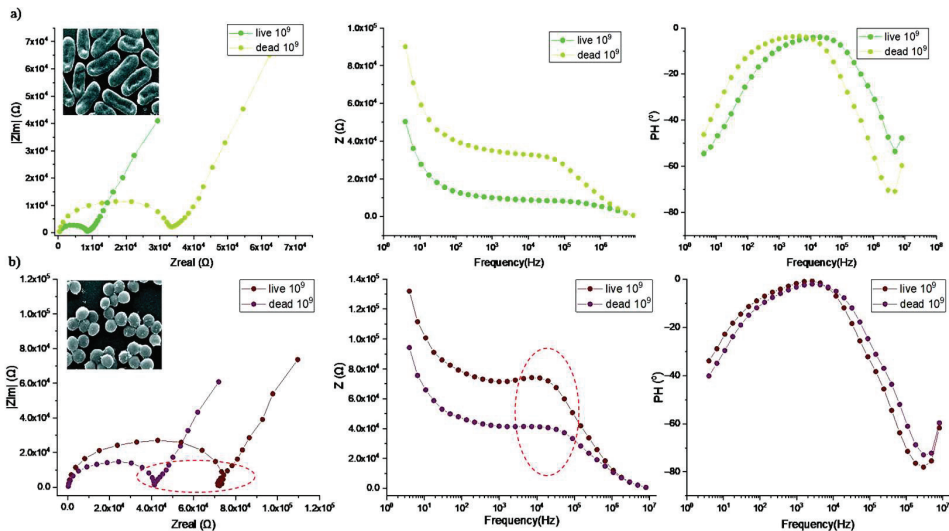 a)
live 10⁹
dead 10⁹
7x10⁴
6x10⁴
5x10⁴
4x10⁴
3x10⁴
2x10⁴
1x10⁴
0
|ZIm| (Ω)
0 1x10⁴ 2x10⁴ 3x10⁴ 4x10⁴ 5x10⁴ 6x10⁴ 7x10⁴
Zreal (Ω)
live 10⁹
dead 10⁹
1.0x10⁵
8.0x10⁴
6.0x10⁴
4.0x10⁴
2.0x10⁴
0.0
Z (Ω)
10⁰ 10¹ 10² 10³ 10⁴ 10⁵ 10⁶
Frequency(Hz)
live 10⁹
dead 10⁹
0
−20
−40
−60
−80
PH (°)
10⁰ 10¹ 10² 10³ 10⁴ 10⁵ 10⁶ 10⁷ 10⁸
Frequency(Hz)
b)
live 10⁹
dead 10⁹
1.2x10⁵
1.0x10⁵
8.0x10⁴
6.0x10⁴
4.0x10⁴
2.0x10⁴
0.0
|ZIm| (Ω)
0.0 2.0x10⁴ 4.0x10⁴ 6.0x10⁴ 8.0x10⁴ 1.0x10⁵ 1.2x10⁵
Zreal (Ω)
live 10⁹
dead 10⁹
1.4x10⁵
1.2x10⁵
1.0x10⁵
8.0x10⁴
6.0x10⁴
4.0x10⁴
2.0x10⁴
0.0
Z (Ω)
10⁰ 10¹ 10² 10³ 10⁴ 10⁵ 10⁶ 10⁷
Frequency(Hz)
live 10⁹
dead 10⁹
0
−20
−40
−60
−80
PH (°)
10⁰ 10¹ 10² 10³ 10⁴ 10⁵ 10⁶
Frequency(Hz)